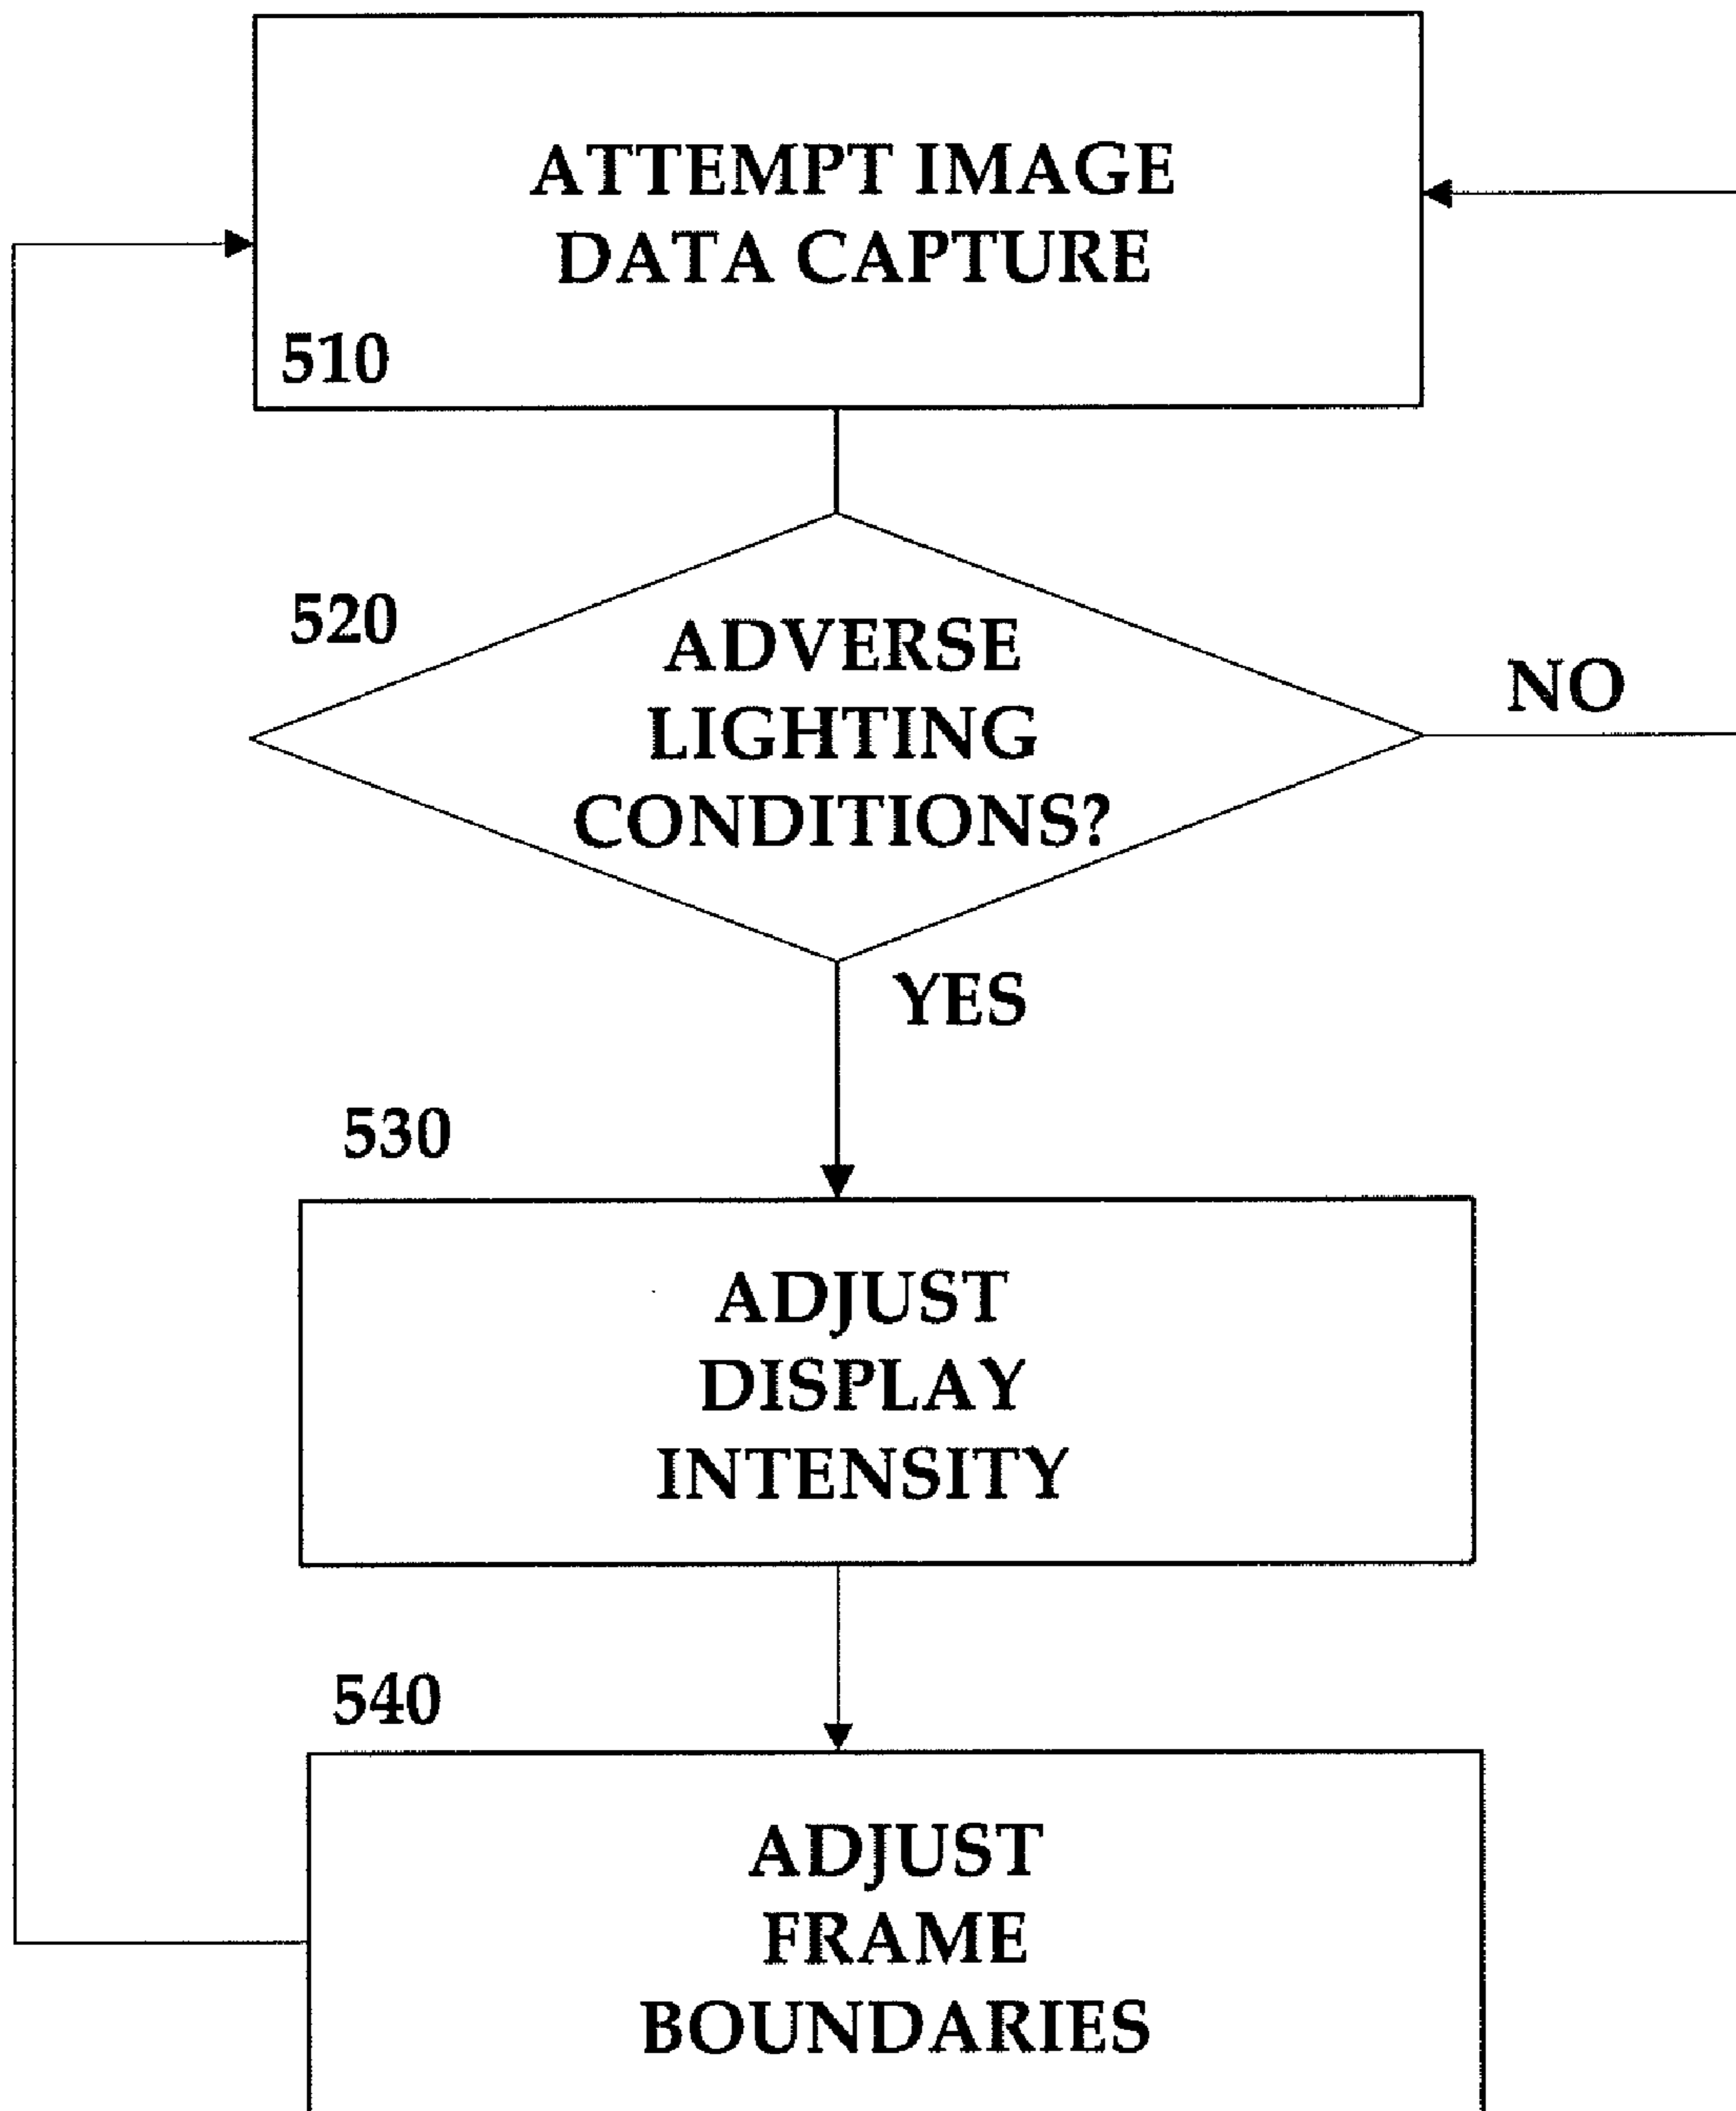 ATTEMPT IMAGE
DATA CAPTURE
510
520
ADVERSE
LIGHTING
CONDITIONS?
NO
YES
530
ADJUST
DISPLAY
INTENSITY
540
ADJUST
FRAME
BOUNDARIES